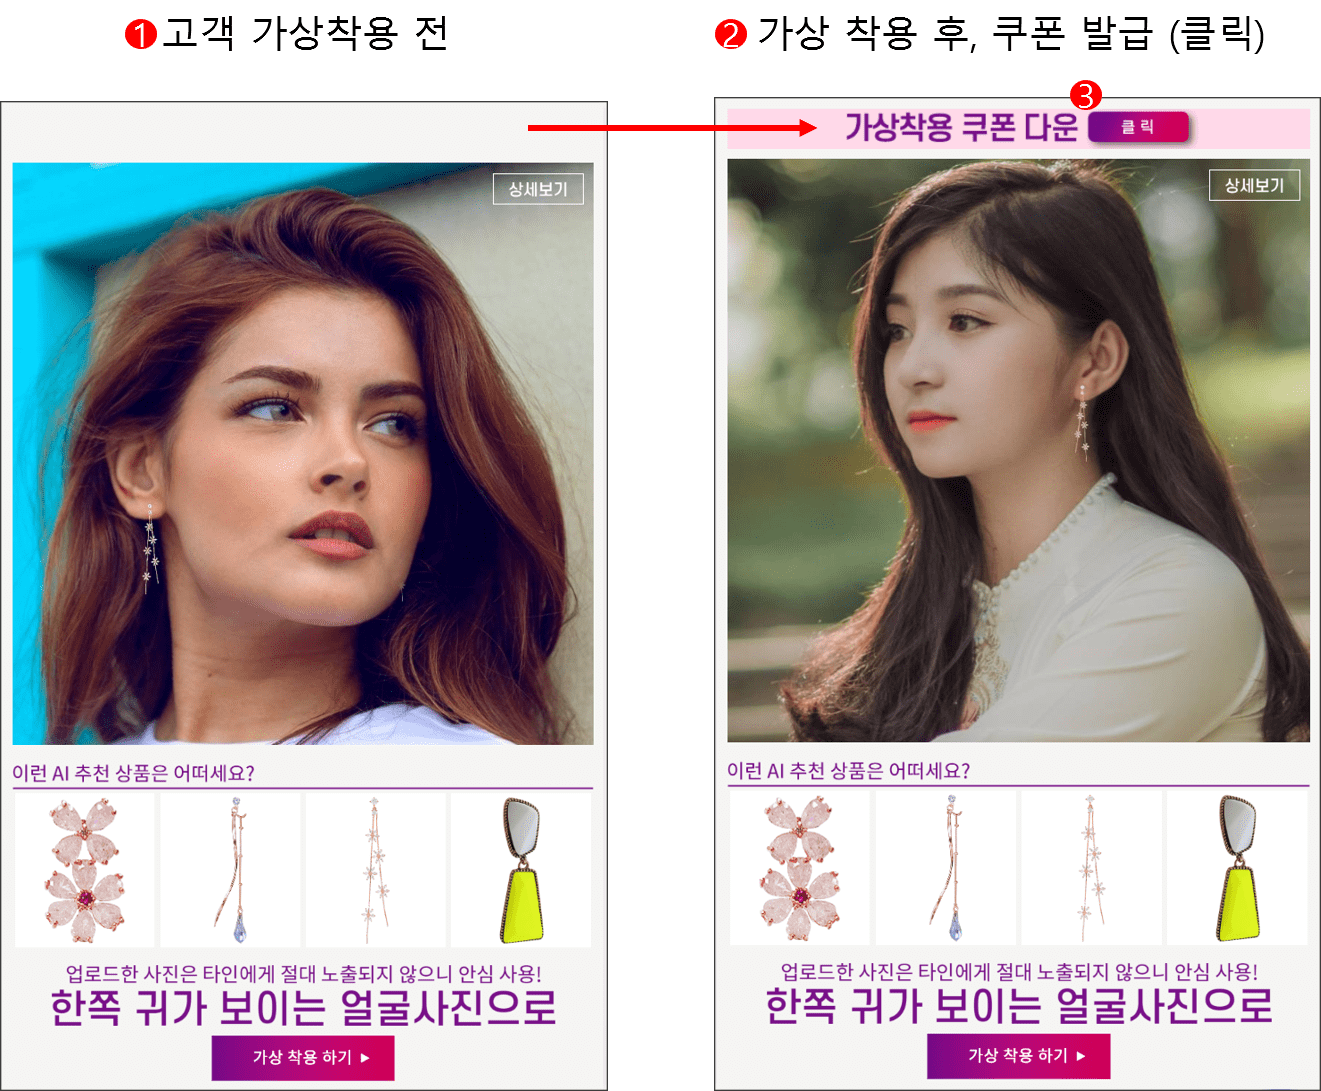 ❶고객 가상착용 전
❷ 가상 착용 후, 쿠폰 발급 (클릭)
상세보기
이런 AI 추천 상품은 어떠세요?
업로드한 사진은 타인에게 절대 노출되지 않으니 안심 사용!
한쪽 귀가 보이는 얼굴사진으로
가상 착용 하기 ▶
❸
가상착용 쿠폰 다운 클 릭
상세보기
이런 AI 추천 상품은 어떠세요?
업로드한 사진은 타인에게 절대 노출되지 않으니 안심 사용!
한쪽 귀가 보이는 얼굴사진으로
가상 착용 하기 ▶